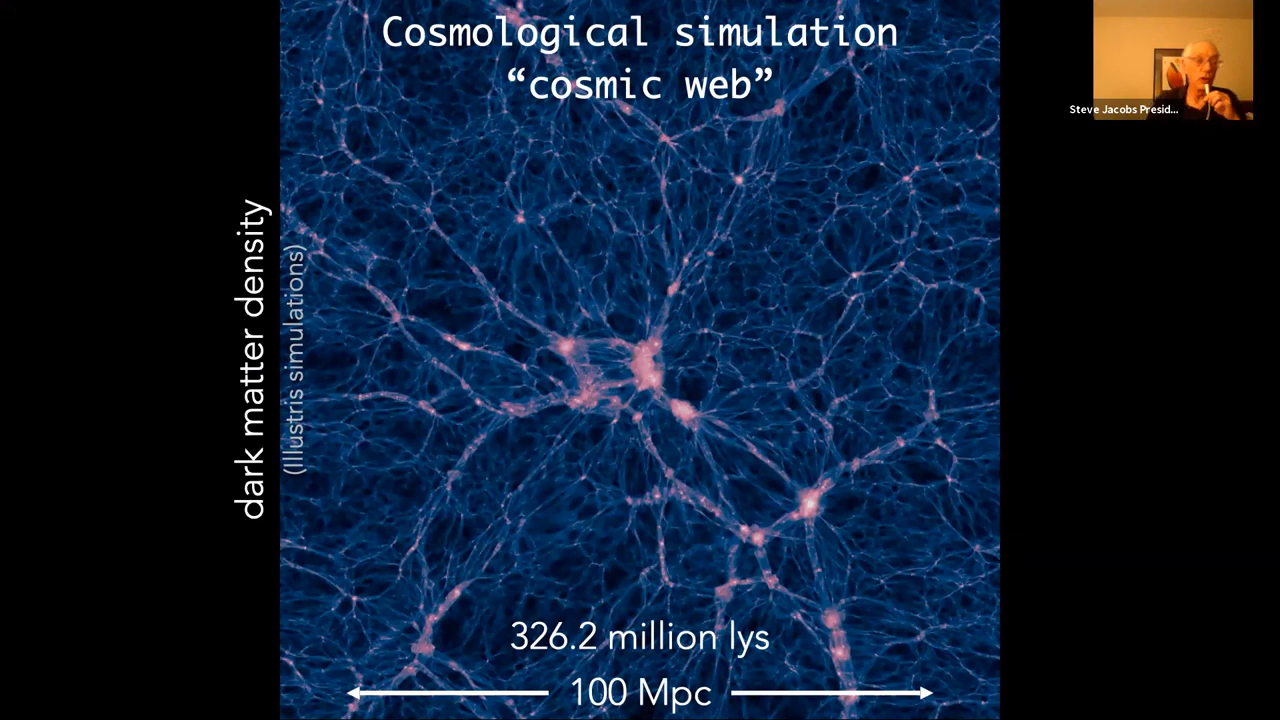 Cosmological simulation
“cosmic web”
Steve Jacobs Presid...
dark matter density
(Illustris simulations)
326.2 million lys
100 Mpc